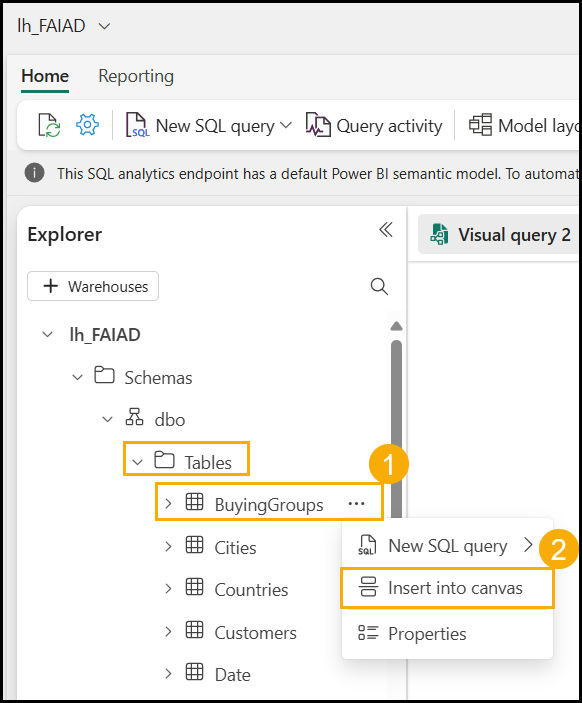 lh_FAIAD
Home Reporting
SQL New SQL query Query activity Model layo
This SQL analytics endpoint has a default Power BI semantic model. To automat
Explorer
Visual query 2
+ Warehouses
lh_FAIAD
Schemas
dbo
Tables
1
BuyingGroups ...
SQL New SQL query
2
Cities
Insert into canvas
Countries
Customers
Properties
Date